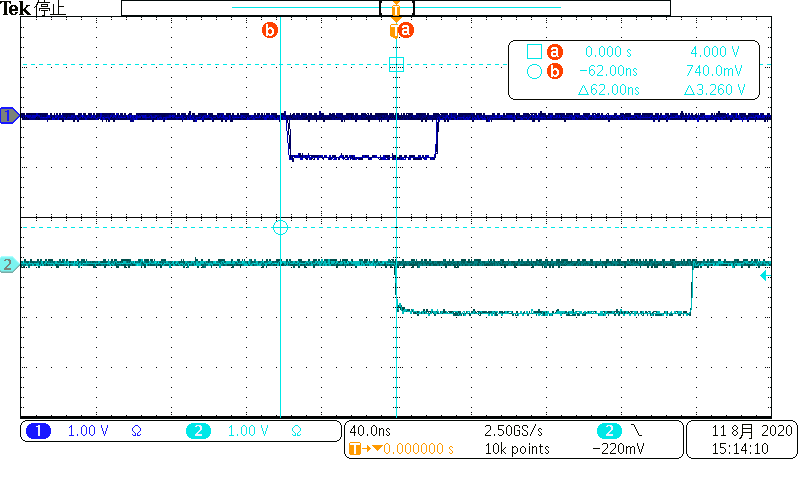 Tek 停止
T
b T a
a 0.000 s 4.000 V
b −62.00ns 740.0mV
△62.00ns △3.260 V
1
2
1 1.00 V Ω 2 1.00 V Ω
40.0ns 2.50GS/s 2
T→▼0.000000 s 10k points −220mV
11 8月 2020
15:14:10